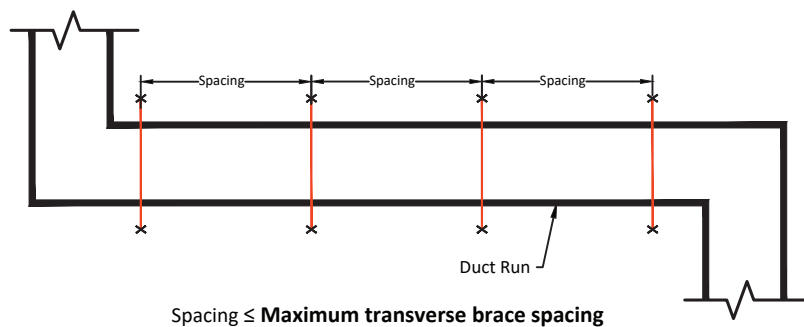 Spacing
Spacing
Spacing
Duct Run
Spacing ≤ Maximum transverse brace spacing